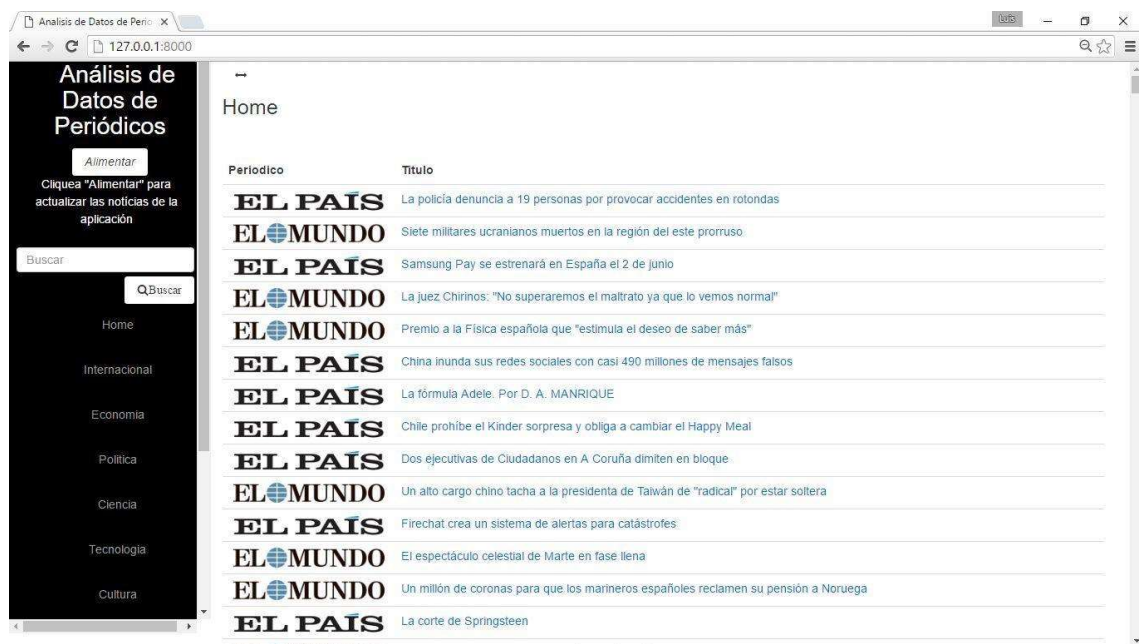 Analisis de Datos de Perio
Luis
127.0.0.1:8000
Análisis de
Datos de
Periódicos
Alimentar
Cliquea "Alimentar" para
actualizar las notícias de la
aplicación
Buscar
Buscar
Home
Internacional
Economia
Politica
Ciencia
Tecnologia
Cultura
Home
Periodico Titulo
EL PAÍS La policía denuncia a 19 personas por provocar accidentes en rotondas
EL MUNDO Siete militares ucranianos muertos en la región del este prorruso
EL PAÍS Samsung Pay se estrenará en España el 2 de junio
EL MUNDO La juez Chirinos: "No superaremos el maltrato ya que lo vemos normal"
EL MUNDO Premio a la Física española que "estimula el deseo de saber más"
EL PAÍS China inunda sus redes sociales con casi 490 millones de mensajes falsos
EL PAÍS La fórmula Adele. Por D. A. MANRIQUE
EL PAÍS Chile prohíbe el Kinder sorpresa y obliga a cambiar el Happy Meal
EL PAÍS Dos ejecutivas de Ciudadanos en A Coruña dimiten en bloque
EL MUNDO Un alto cargo chino tacha a la presidenta de Taiwán de "radical" por estar soltera
EL PAÍS Firechat crea un sistema de alertas para catástrofes
EL MUNDO El espectáculo celestial de Marte en fase llena
EL MUNDO Un millón de coronas para que los marineros españoles reclamen su pensión a Noruega
EL PAÍS La corte de Springsteen